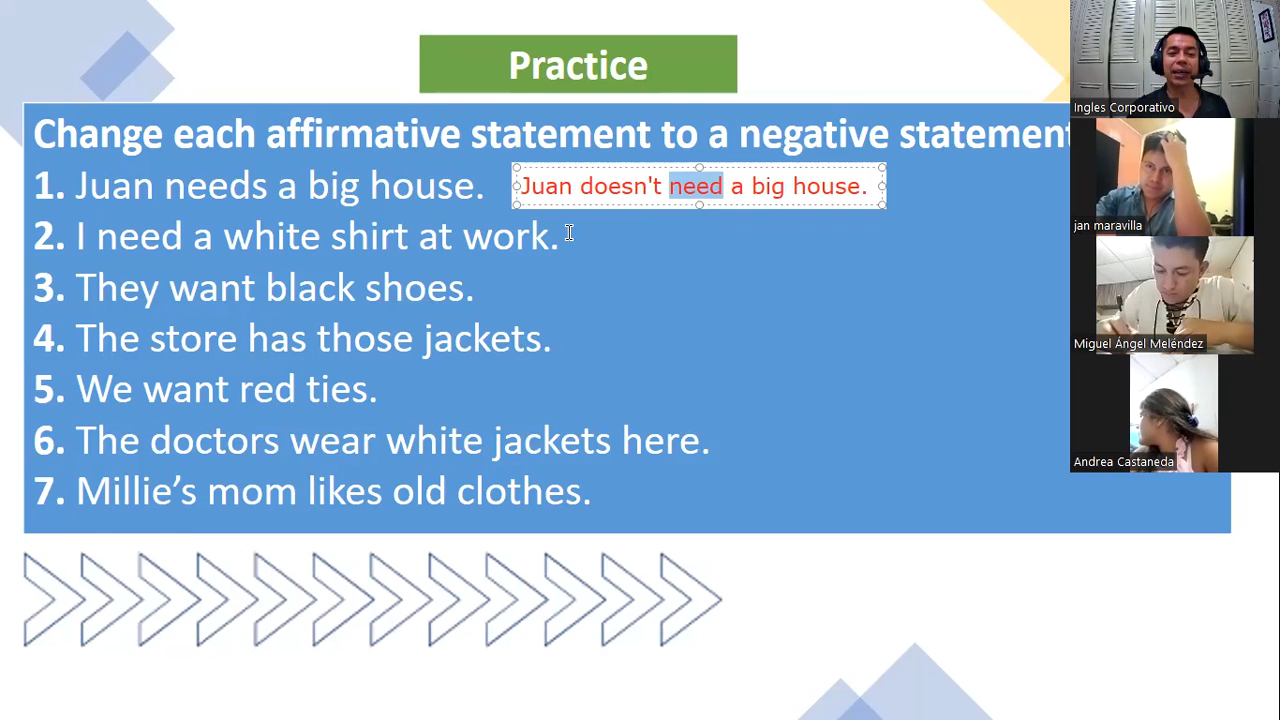 Practice
Change each affirmative statement to a negative statement
1. Juan needs a big house. Juan doesn't need a big house.
2. I need a white shirt at work.
3. They want black shoes.
4. The store has those jackets.
5. We want red ties.
6. The doctors wear white jackets here.
7. Millie’s mom likes old clothes.
Ingles Corporativo
jan maravilla
Miguel Ángel Meléndez
Andrea Castaneda